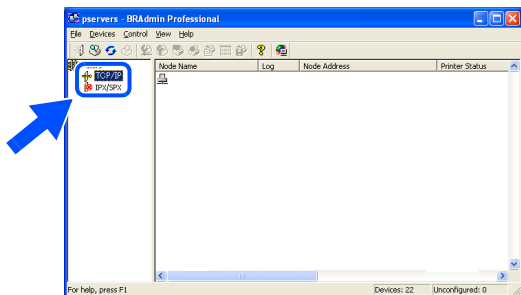 pservers - BRAdmin Professional
File Devices Control View Help
Node Name Log Node Address Printer Status
TCP/IP
IPX/SPX
For help, press F1 Devices: 22 Unconfigured: 0